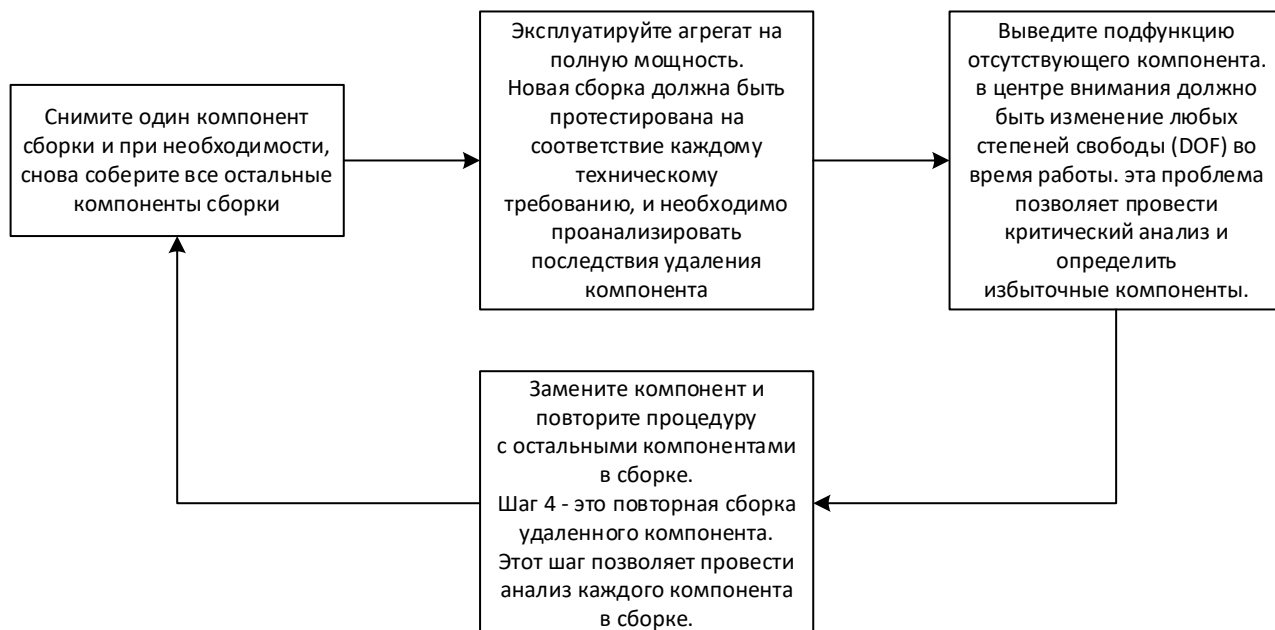 Снимите один компонент
сборки и при необходимости,
снова соберите все остальные
компоненты сборки
Эксплуатируйте агрегат на
полную мощность.
Новая сборка должна быть
протестирована на
соответствие каждому
техническому
требованию, и необходимо
проанализировать
последствия удаления
компонента
Выведите подфункцию
отсутствующего компонента.
в центре внимания должно
быть изменение любых
степеней свободы (DOF) во
время работы. эта проблема
позволяет провести
критический анализ и
определить
избыточные компоненты.
Замените компонент и
повторите процедуру
с остальными компонентами
в сборке.
Шаг 4 - это повторная сборка
удаленного компонента.
Этот шаг позволяет провести
анализ каждого компонента
в сборке.